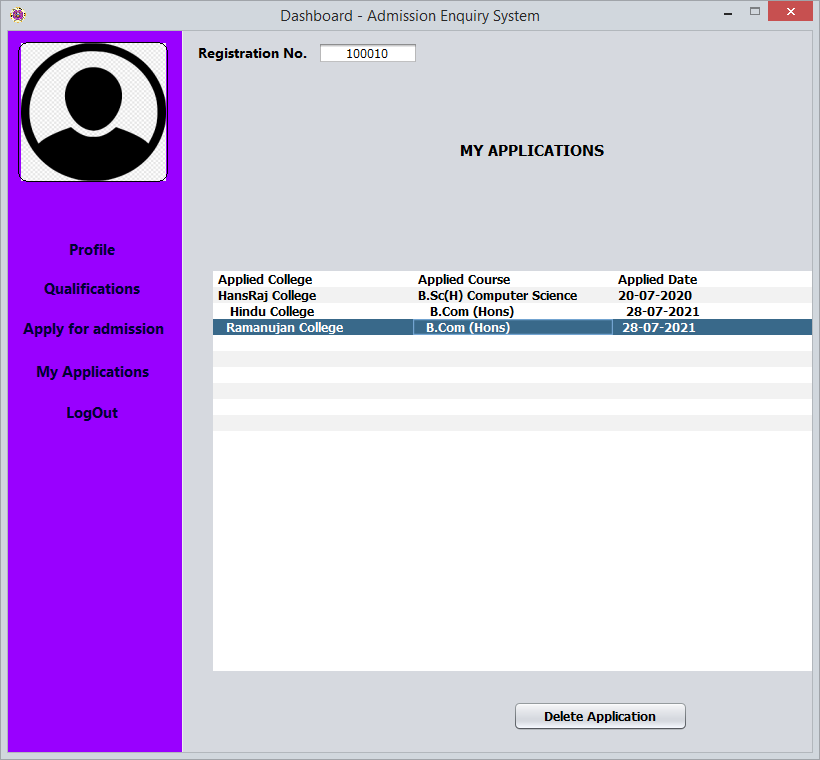 Dashboard - Admission Enquiry System
Registration No. 100010
MY APPLICATIONS
Profile
Qualifications
Apply for admission
My Applications
LogOut
Applied College Applied Course Applied Date
HansRaj College B.Sc(H) Computer Science 20-07-2020
Hindu College B.Com (Hons) 28-07-2021
Ramanujan College B.Com (Hons) 28-07-2021
Delete Application